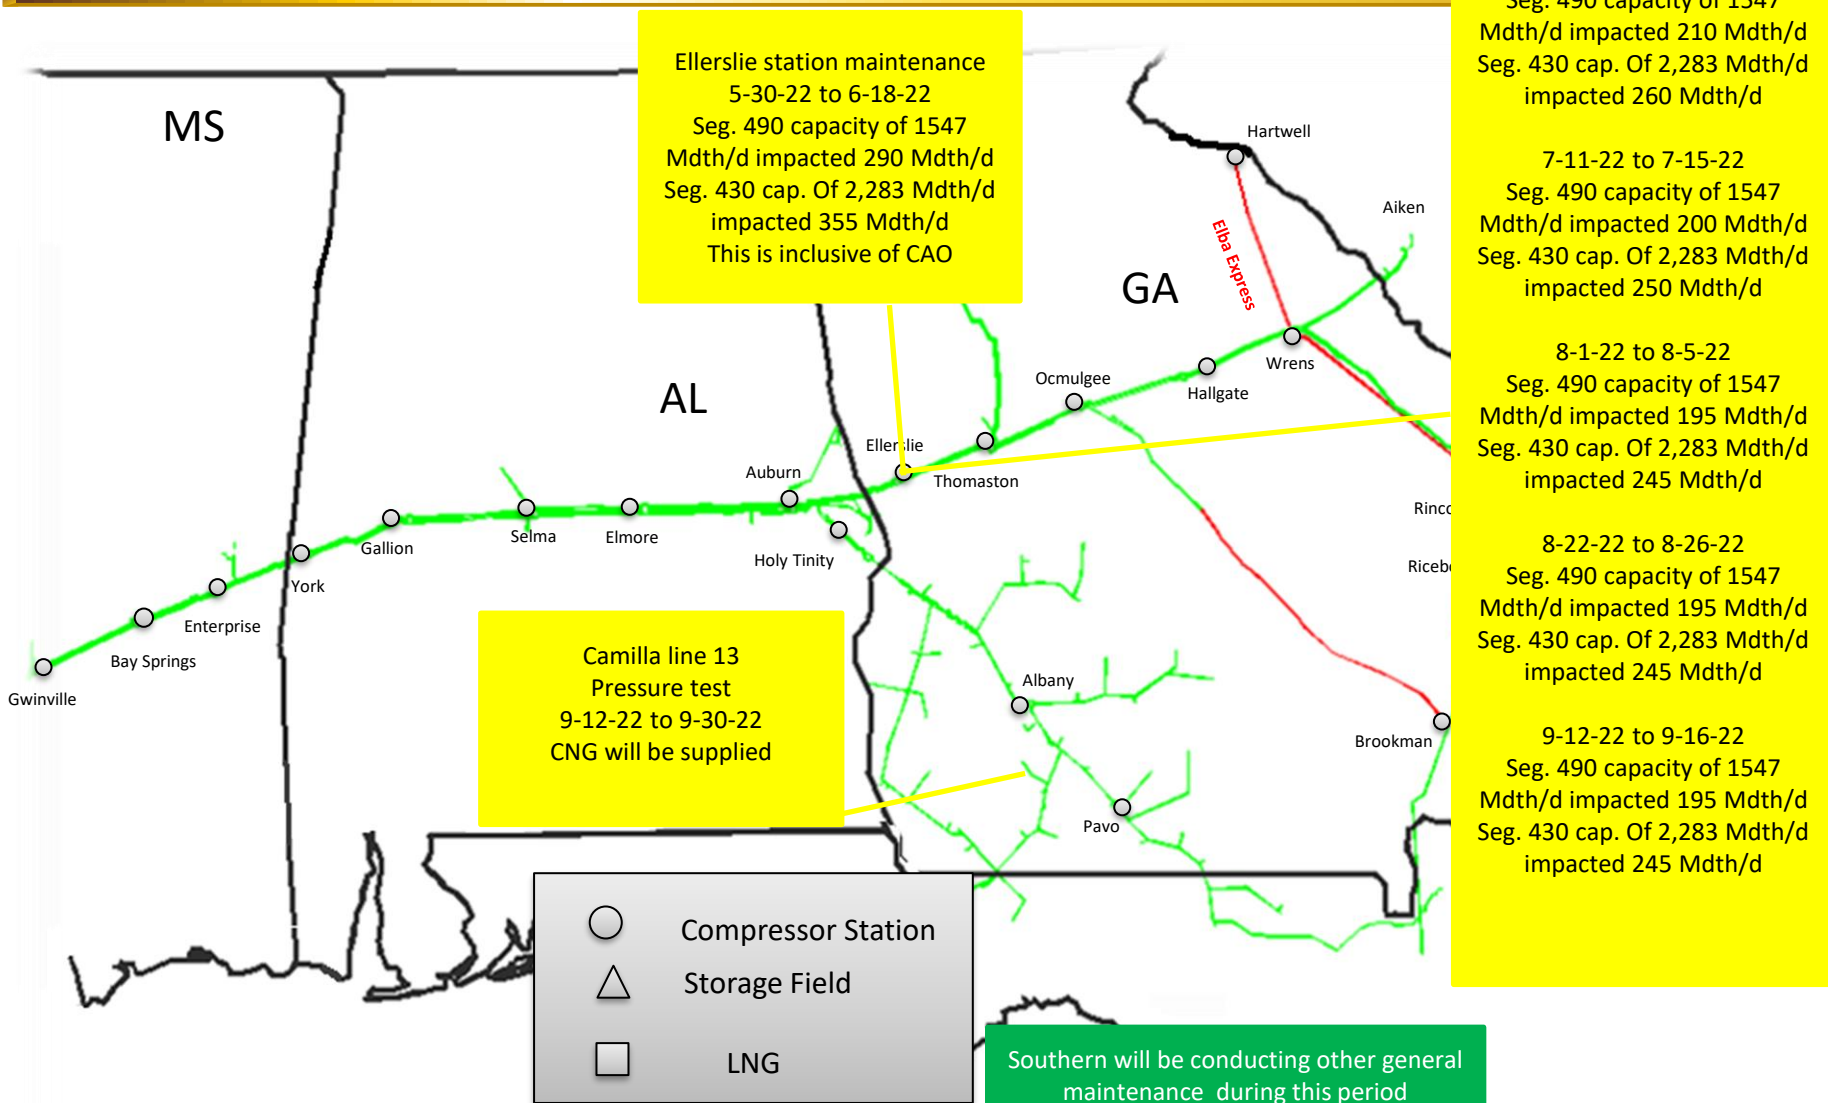 Seg. 490 capacity of 1547
Mdth/d impacted 210 Mdth/d
Seg. 430 cap. Of 2,283 Mdth/d
impacted 260 Mdth/d
7-11-22 to 7-15-22
Seg. 490 capacity of 1547
Mdth/d impacted 200 Mdth/d
Seg. 430 cap. Of 2,283 Mdth/d
impacted 250 Mdth/d
8-1-22 to 8-5-22
Seg. 490 capacity of 1547
Mdth/d impacted 195 Mdth/d
Seg. 430 cap. Of 2,283 Mdth/d
impacted 245 Mdth/d
8-22-22 to 8-26-22
Seg. 490 capacity of 1547
Mdth/d impacted 195 Mdth/d
Seg. 430 cap. Of 2,283 Mdth/d
impacted 245 Mdth/d
9-12-22 to 9-16-22
Seg. 490 capacity of 1547
Mdth/d impacted 195 Mdth/d
Seg. 430 cap. Of 2,283 Mdth/d
impacted 245 Mdth/d
Ellerslie station maintenance
5-30-22 to 6-18-22
Seg. 490 capacity of 1547
Mdth/d impacted 290 Mdth/d
Seg. 430 cap. Of 2,283 Mdth/d
impacted 355 Mdth/d
This is inclusive of CAO
MS
AL
GA
Hartwell
Aiken
Elba Express
Wrens
Hallgate
Ocmulgee
Thomaston
Ellerslie
Auburn
Holy Tinity
Elmore
Selma
Gallion
York
Enterprise
Bay Springs
Gwinville
Rinco
Riceb
Albany
Brookman
Pavo
Camilla line 13
Pressure test
9-12-22 to 9-30-22
CNG will be supplied
Compressor Station
Storage Field
LNG
Southern will be conducting other general
maintenance during this period